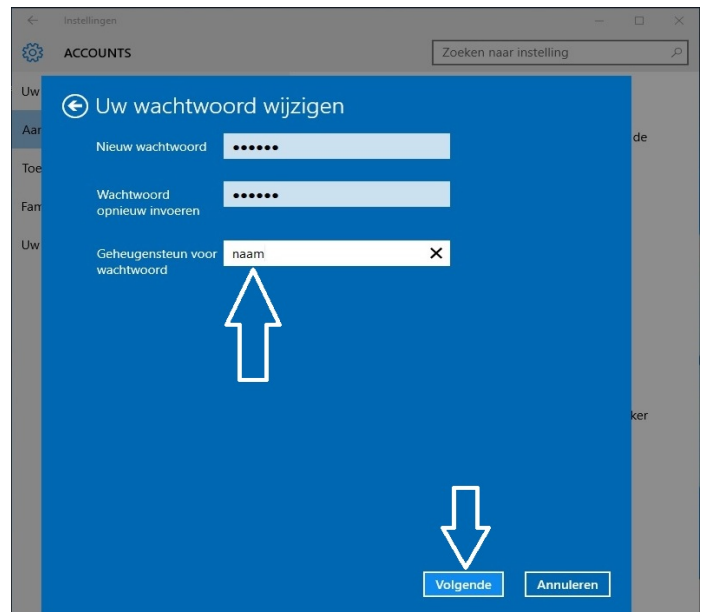 Instellingen
ACCOUNTS
Zoeken naar instelling
Uw
Aan
Toe
Fam
Uw
de
ker
Uw wachtwoord wijzigen
Nieuw wachtwoord ••••••
Wachtwoord
opnieuw invoeren ••••••
Geheugensteun voor
wachtwoord
naam
Volgende Annuleren